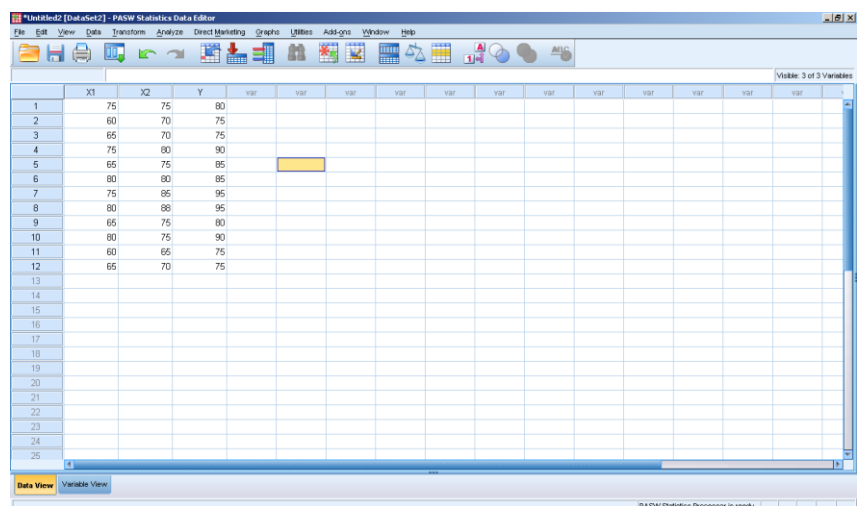 *Untitled2 [DataSet2] - PASW Statistics Data Editor
File Edit View Data Transform Analyze Direct Marketing Graphs Utilities Add-ons Window Help
Visible: 3 of 3 Variables
X1 X2 Y var var var var var var var var var var var
1 75 75 80
2 60 70 75
3 65 70 75
4 75 80 90
5 65 75 85
6 80 80 85
7 75 85 95
8 80 88 95
9 65 75 80
10 80 75 90
11 60 65 75
12 65 70 75
13
14
15
16
17
18
19
20
21
22
23
24
25
Data View Variable View
PASW Statistics Processor is ready